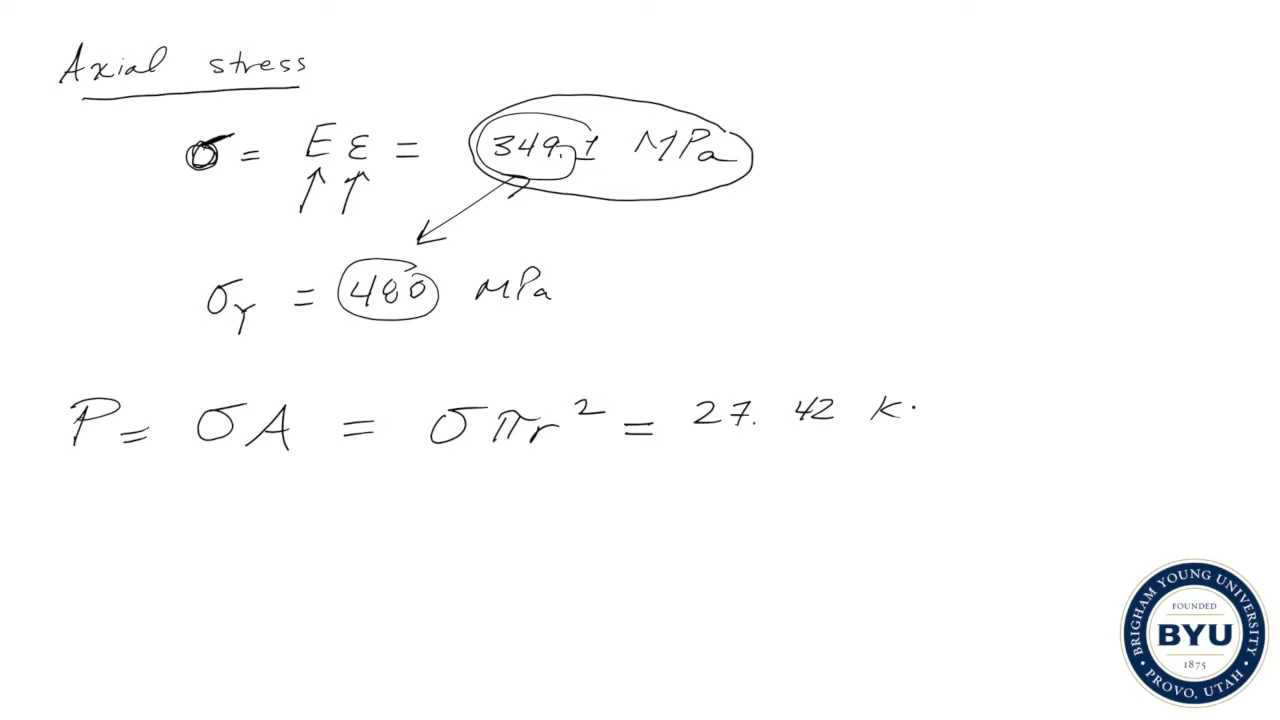 Axial stress
σ = E ε = 349.1 MPa
σY = 480 MPa
P = σA = σπr² = 27.42 k
BRIGHAM YOUNG UNIVERSITY
FOUNDED
BYU
1875
PROVO, UTAH